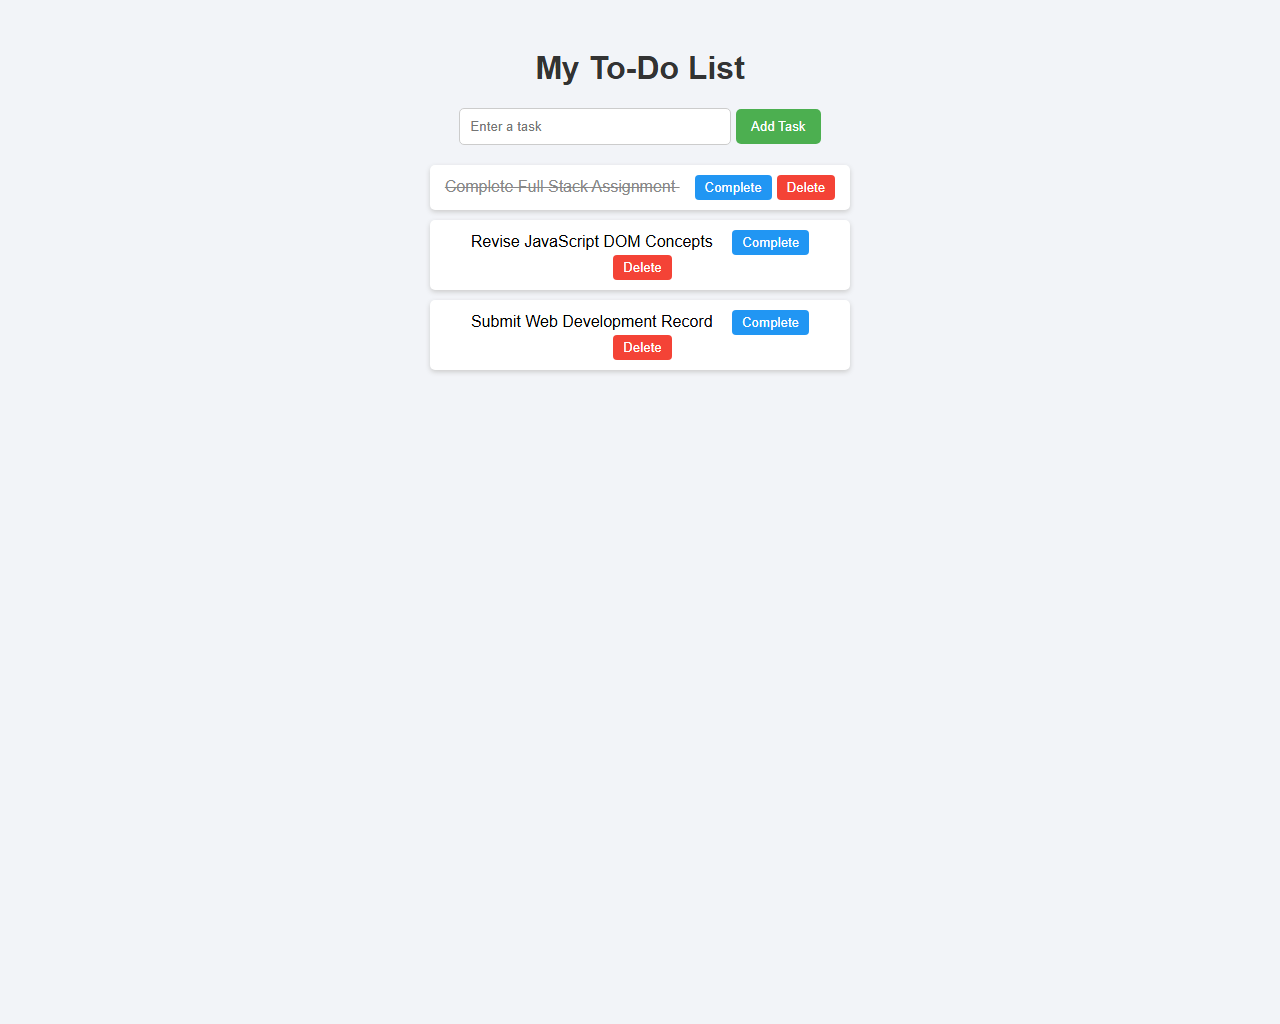 My To-Do List
Enter a task Add Task
Complete Full Stack Assignment Complete Delete
Revise JavaScript DOM Concepts Complete
Delete
Submit Web Development Record Complete
Delete